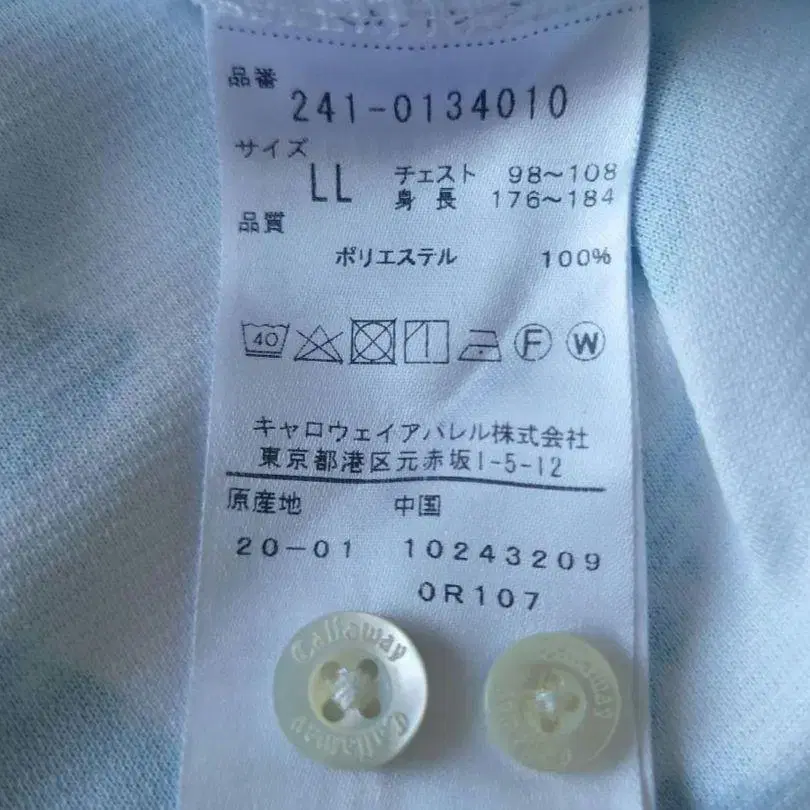 品番
241-0134010
サイズ
LL
チェスト 98〜108
身長 176〜184
品質
ポリエステル 100%
40
F W
キャロウェイアパレル株式会社
東京都港区元赤坂1-5-12
原産地 中国
20-01 10243209
0R107
Callaway
Callaway